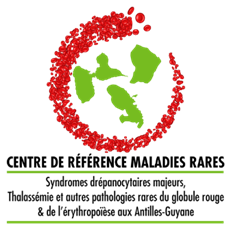 CENTRE DE RÉFÉRENCE MALADIES RARES
Syndromes drépanocytaires majeurs,
Thalassémie et autres pathologies rares du globule rouge
& de l'érythropoïèse aux Antilles-Guyane